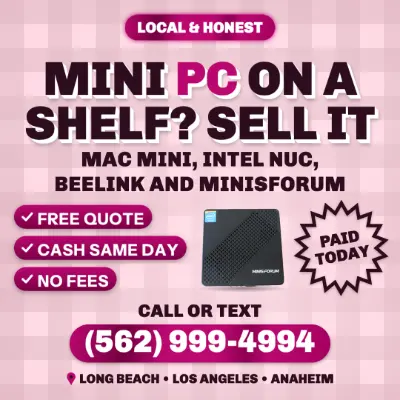 LOCAL & HONEST
MINI PC ON A
SHELF? SELL IT
MAC MINI, INTEL NUC,
BEELINK AND MINISFORUM
FREE QUOTE
CASH SAME DAY
NO FEES
MINISFORUM
PAID
TODAY
CALL OR TEXT
(562) 999-4994
LONG BEACH • LOS ANGELES • ANAHEIM